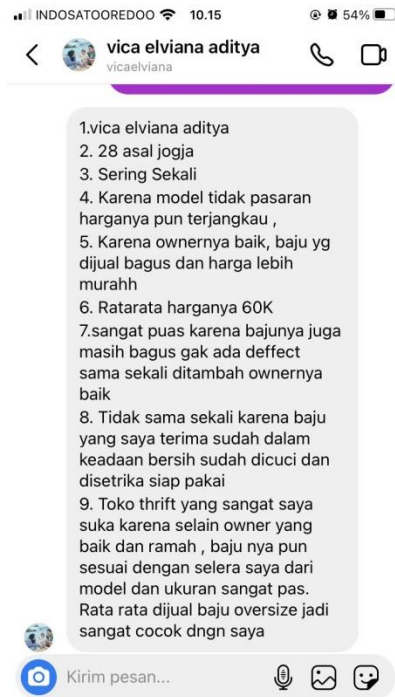 INDOSATOOREDOO 10.15 54%
vica elviana aditya
vicaelviana
1.vica elviana aditya
2. 28 asal jogja
3. Sering Sekali
4. Karena model tidak pasaran
harganya pun terjangkau ,
5. Karena ownernya baik, baju yg
dijual bagus dan harga lebih
murahh
6. Ratarata harganya 60K
7.sangat puas karena bajunya juga
masih bagus gak ada deffect
sama sekali ditambah ownernya
baik
8. Tidak sama sekali karena baju
yang saya terima sudah dalam
keadaan bersih sudah dicuci dan
disetrika siap pakai
9. Toko thrift yang sangat saya
suka karena selain owner yang
baik dan ramah , baju nya pun
sesuai dengan selera saya dari
model dan ukuran sangat pas.
Rata rata dijual baju oversize jadi
sangat cocok dngn saya
Kirim pesan...